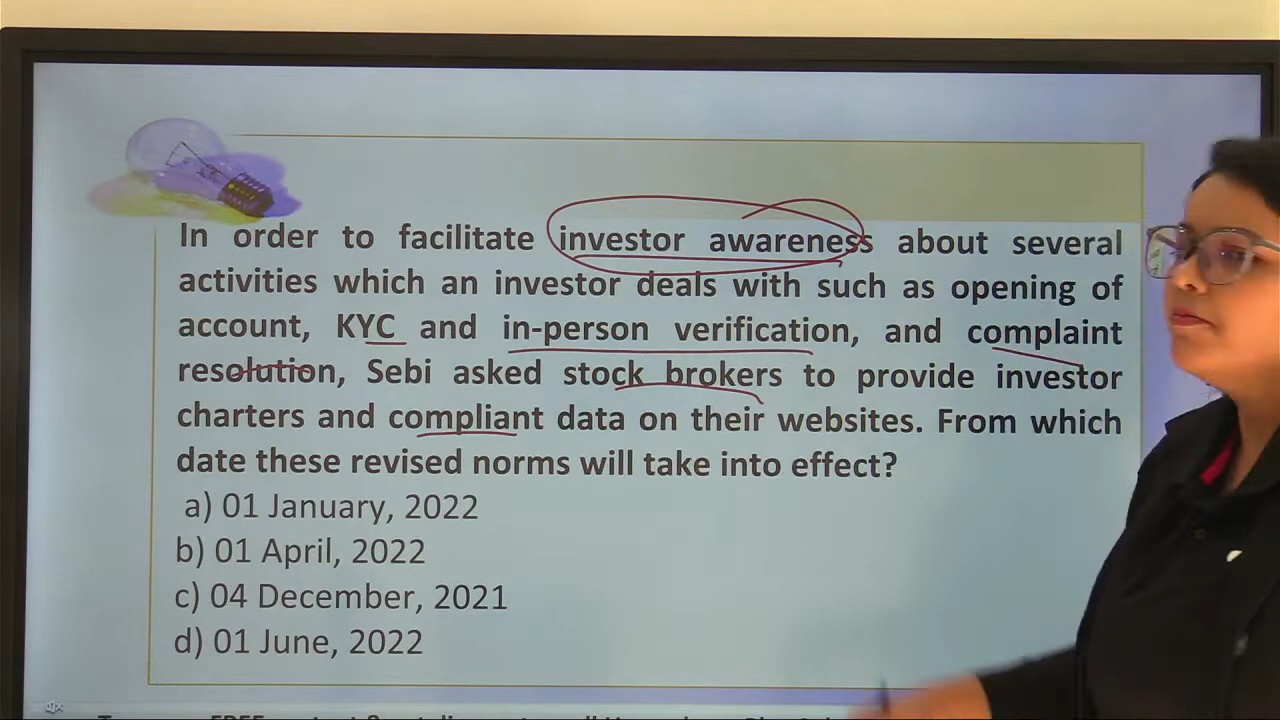 In order to facilitate investor awareness about several
activities which an investor deals with such as opening of
account, KYC and in-person verification, and complaint
resolution, Sebi asked stock brokers to provide investor
charters and compliant data on their websites. From which
date these revised norms will take into effect?
a) 01 January, 2022
b) 01 April, 2022
c) 04 December, 2021
d) 01 June, 2022